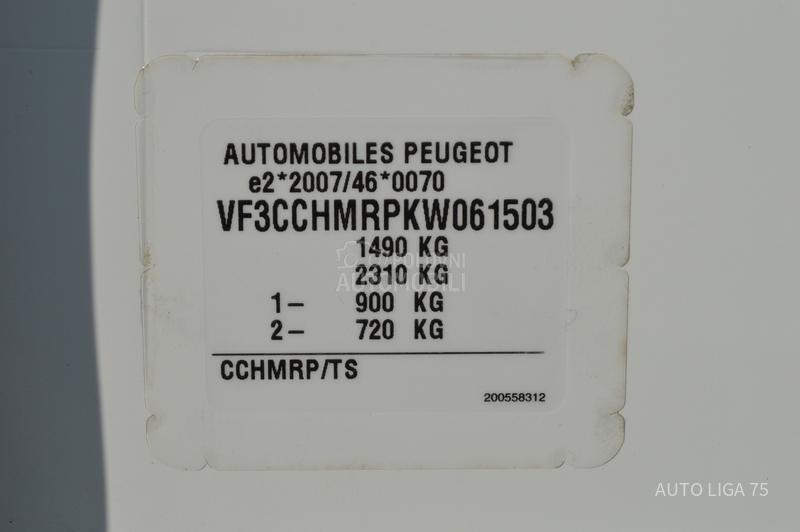 AUTOMOBILES PEUGEOT
e2*2007/46*0070
VF3CCHMRPKW061503
1490 KG
2310 KG
1– 900 KG
2– 720 KG
CCHMRP/TS
200558312
AUTOMOBILI
AUTO LIGA 75